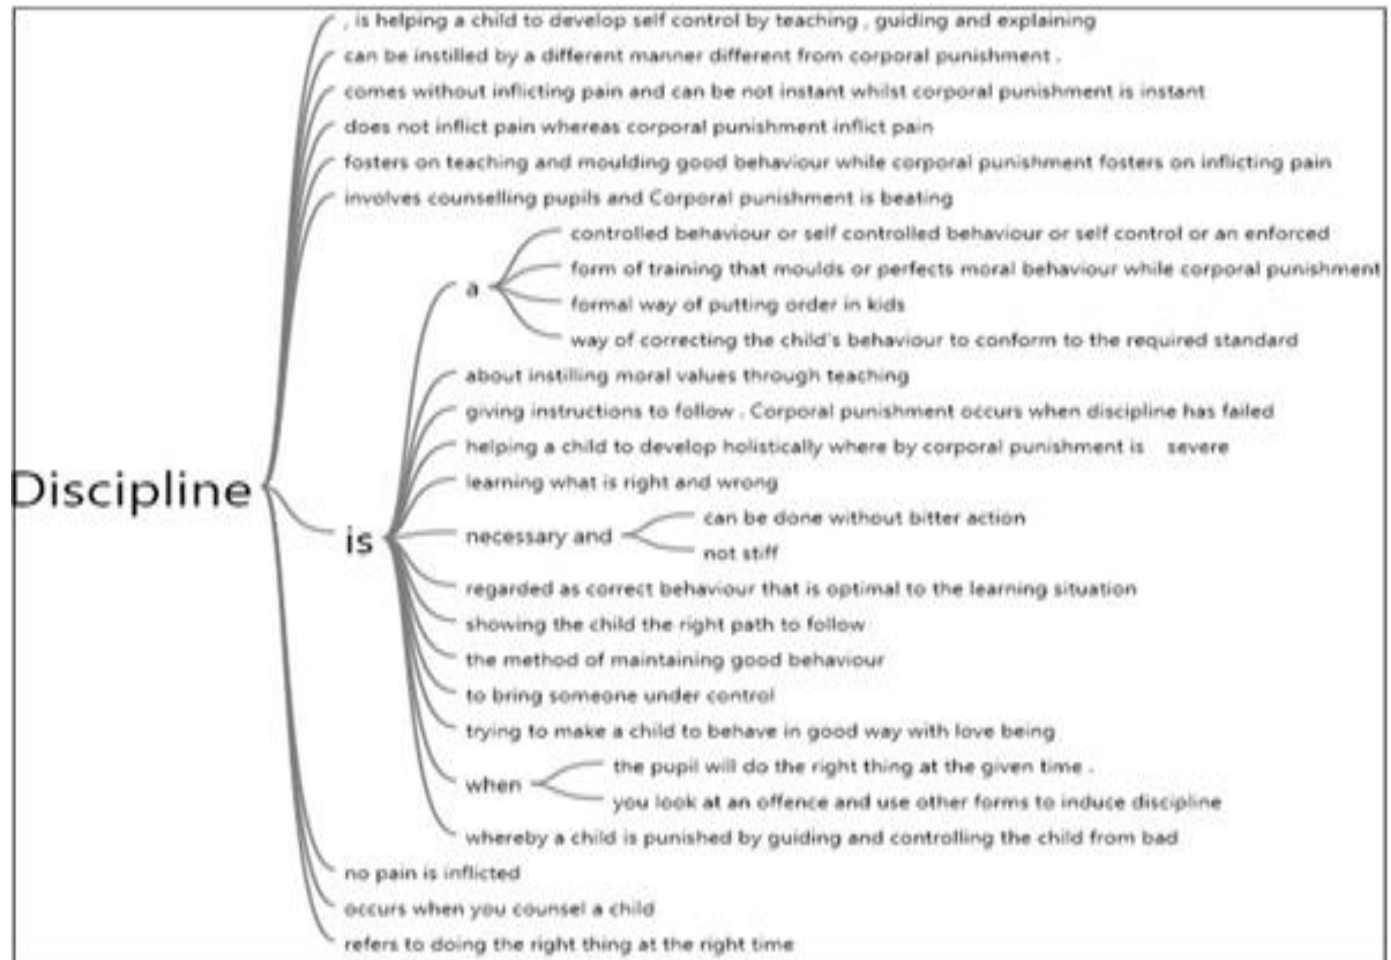 , is helping a child to develop self control by teaching , guiding and explaining
can be instilled by a different manner different from corporal punishment .
comes without inflicting pain and can be not instant whilst corporal punishment is instant
does not inflict pain whereas corporal punishment inflict pain
fosters on teaching and moulding good behaviour while corporal punishment fosters on inflicting pain
involves counselling pupils and Corporal punishment is beating
controlled behaviour or self controlled behaviour or self control or an enforced
form of training that moulds or perfects moral behaviour while corporal punishment
a
formal way of putting order in kids
way of correcting the child's behaviour to conform to the required standard
about instilling moral values through teaching
giving instructions to follow . Corporal punishment occurs when discipline has failed
helping a child to develop holistically where by corporal punishment is severe
learning what is right and wrong
Discipline
is
necessary and
can be done without bitter action
not stiff
regarded as correct behaviour that is optimal to the learning situation
showing the child the right path to follow
the method of maintaining good behaviour
to bring someone under control
trying to make a child to behave in good way with love being
when
the pupil will do the right thing at the given time .
you look at an offence and use other forms to induce discipline
whereby a child is punished by guiding and controlling the child from bad
no pain is inflicted
occurs when you counsel a child
refers to doing the right thing at the right time